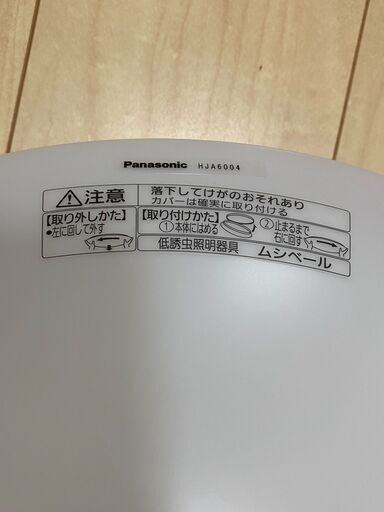 Panasonic HJA6004
⚠注意
落下してけがのおそれあり
カバーは確実に取り付ける
【取り外しかた】
●左に回して外す
【取り付けかた】
①本体にはめる
②止まるまで
右に回す
低誘虫照明器具 ムシベール